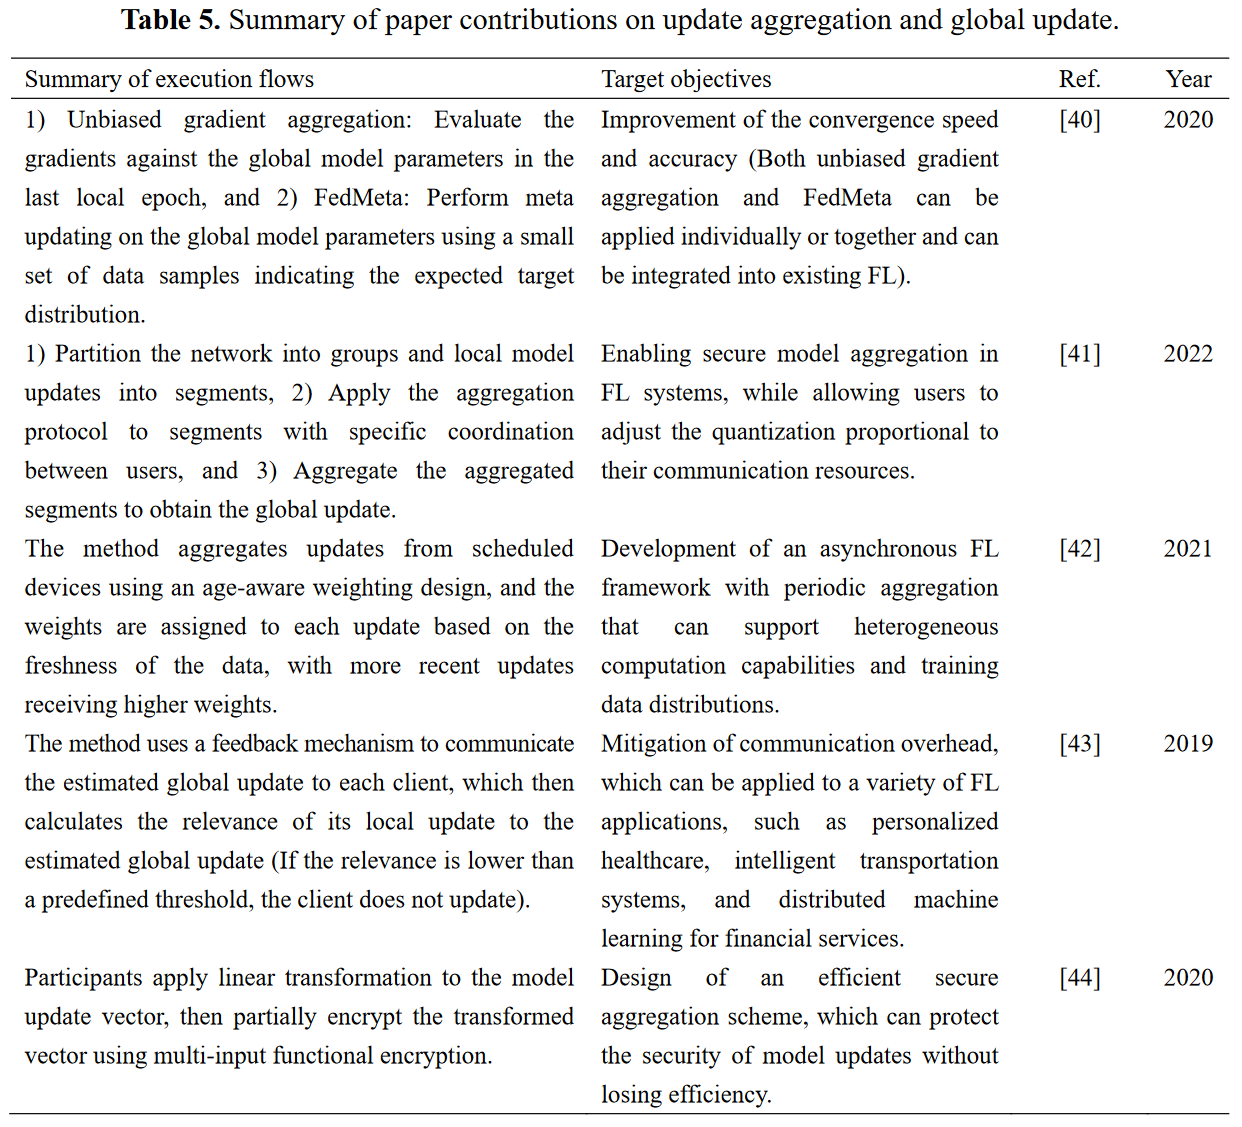 Table 5. Summary of paper contributions on update aggregation and global update.
Summary of execution flows Target objectives Ref. Year
1) Unbiased gradient aggregation: Evaluate the gradients against the global model parameters in the last local epoch, and 2) FedMeta: Perform meta updating on the global model parameters using a small set of data samples indicating the expected target distribution.
Improvement of the convergence speed and accuracy (Both unbiased gradient aggregation and FedMeta can be applied individually or together and can be integrated into existing FL).
[40] 2020
1) Partition the network into groups and local model updates into segments, 2) Apply the aggregation protocol to segments with specific coordination between users, and 3) Aggregate the aggregated segments to obtain the global update.
Enabling secure model aggregation in FL systems, while allowing users to adjust the quantization proportional to their communication resources.
[41] 2022
The method aggregates updates from scheduled devices using an age-aware weighting design, and the weights are assigned to each update based on the freshness of the data, with more recent updates receiving higher weights.
Development of an asynchronous FL framework with periodic aggregation that can support heterogeneous computation capabilities and training data distributions.
[42] 2021
The method uses a feedback mechanism to communicate the estimated global update to each client, which then calculates the relevance of its local update to the estimated global update (If the relevance is lower than a predefined threshold, the client does not update).
Mitigation of communication overhead, which can be applied to a variety of FL applications, such as personalized healthcare, intelligent transportation systems, and distributed machine learning for financial services.
[43] 2019
Participants apply linear transformation to the model update vector, then partially encrypt the transformed vector using multi-input functional encryption.
Design of an efficient secure aggregation scheme, which can protect the security of model updates without losing efficiency.
[44] 2020